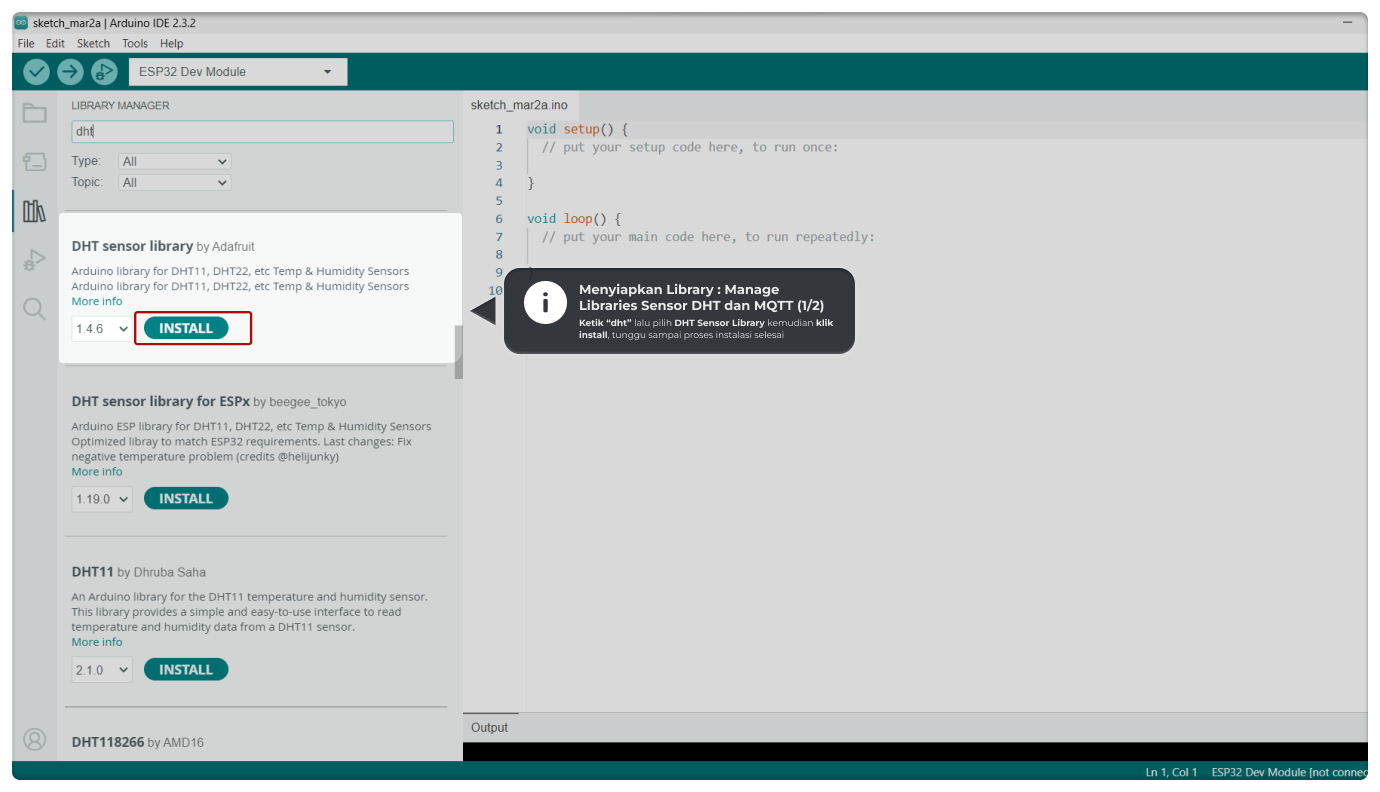 sketch_mar2a | Arduino IDE 2.3.2
File Edit Sketch Tools Help
ESP32 Dev Module
LIBRARY MANAGER
dht
Type: All
Topic: All
DHT sensor library by Adafruit
Arduino library for DHT11, DHT22, etc Temp & Humidity Sensors
Arduino library for DHT11, DHT22, etc Temp & Humidity Sensors
More info
1.4.6 INSTALL
DHT sensor library for ESPx by beegee_tokyo
Arduino ESP library for DHT11, DHT22, etc Temp & Humidity Sensors
Optimized libray to match ESP32 requirements. Last changes: Fix
negative temperature problem (credits @helijunky)
More info
1.19.0 INSTALL
DHT11 by Dhruba Saha
An Arduino library for the DHT11 temperature and humidity sensor.
This library provides a simple and easy-to-use interface to read
temperature and humidity data from a DHT11 sensor.
More info
2.1.0 INSTALL
DHT118266 by AMD16
sketch_mar2a.ino
1 void setup() {
2 // put your setup code here, to run once:
3
4 }
5
6 void loop() {
7 // put your main code here, to run repeatedly:
8
9 }
10
Menyiapkan Library : Manage
Libraries Sensor DHT dan MQTT (1/2)
Ketik “dht” lalu pilih DHT Sensor Library kemudian klik
install, tunggu sampai proses instalasi selesai
Output
Ln 1, Col 1 ESP32 Dev Module [not connec